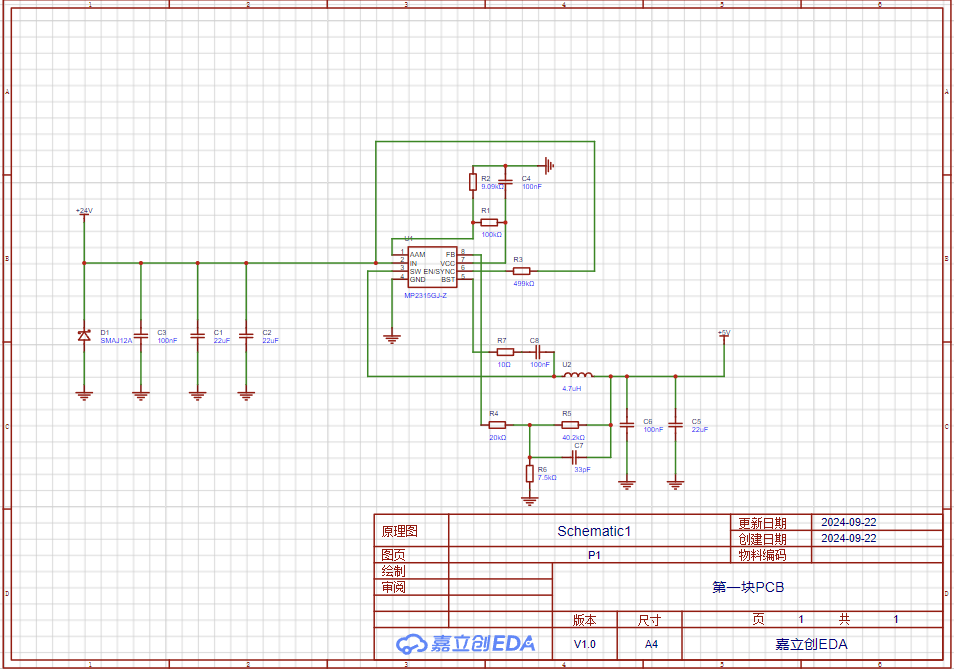 1 2 3 4 5 6
A A
R2
9.09kΩ
C4
100nF
+24V
R1
100kΩ
U1
1 AAM FB 8
2 IN VCC 7
3 SW EN/SYNC 6
4 GND BST 5
MP2315GJ-Z
R3
499kΩ
B B
D1
SMAJ12A
C3
100nF
C1
22uF
C2
22uF
+5V
R7
10Ω
C8
100nF
U2
4.7uH
R4
20kΩ
R5
40.2kΩ
C7
33pF
C6
100nF
C5
22uF
C C
R6
7.5kΩ
原理图 Schematic1 更新日期 2024-09-22
创建日期 2024-09-22
图页 P1 物料编码
绘制
审阅
第一块PCB
D D
版本 尺寸 页 1 共 1
嘉立创EDA V1.0 A4 嘉立创EDA
1 2 3 4 5 6